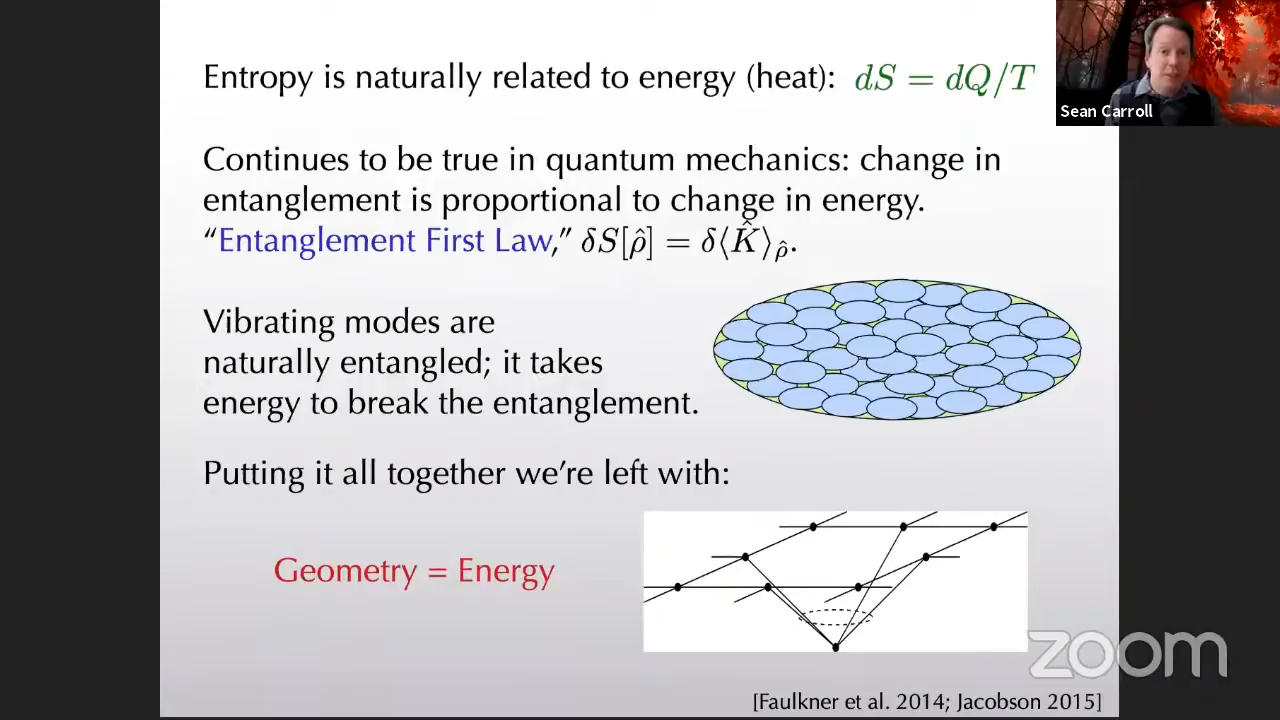 Entropy is naturally related to energy (heat): dS = dQ/T
Sean Carroll
Continues to be true in quantum mechanics: change in
entanglement is proportional to change in energy.
“Entanglement First Law,” δS[ρ̂] = δ⟨K̂⟩ρ̂.
Vibrating modes are
naturally entangled; it takes
energy to break the entanglement.
Putting it all together we’re left with:
Geometry = Energy
zoom
[Faulkner et al. 2014; Jacobson 2015]